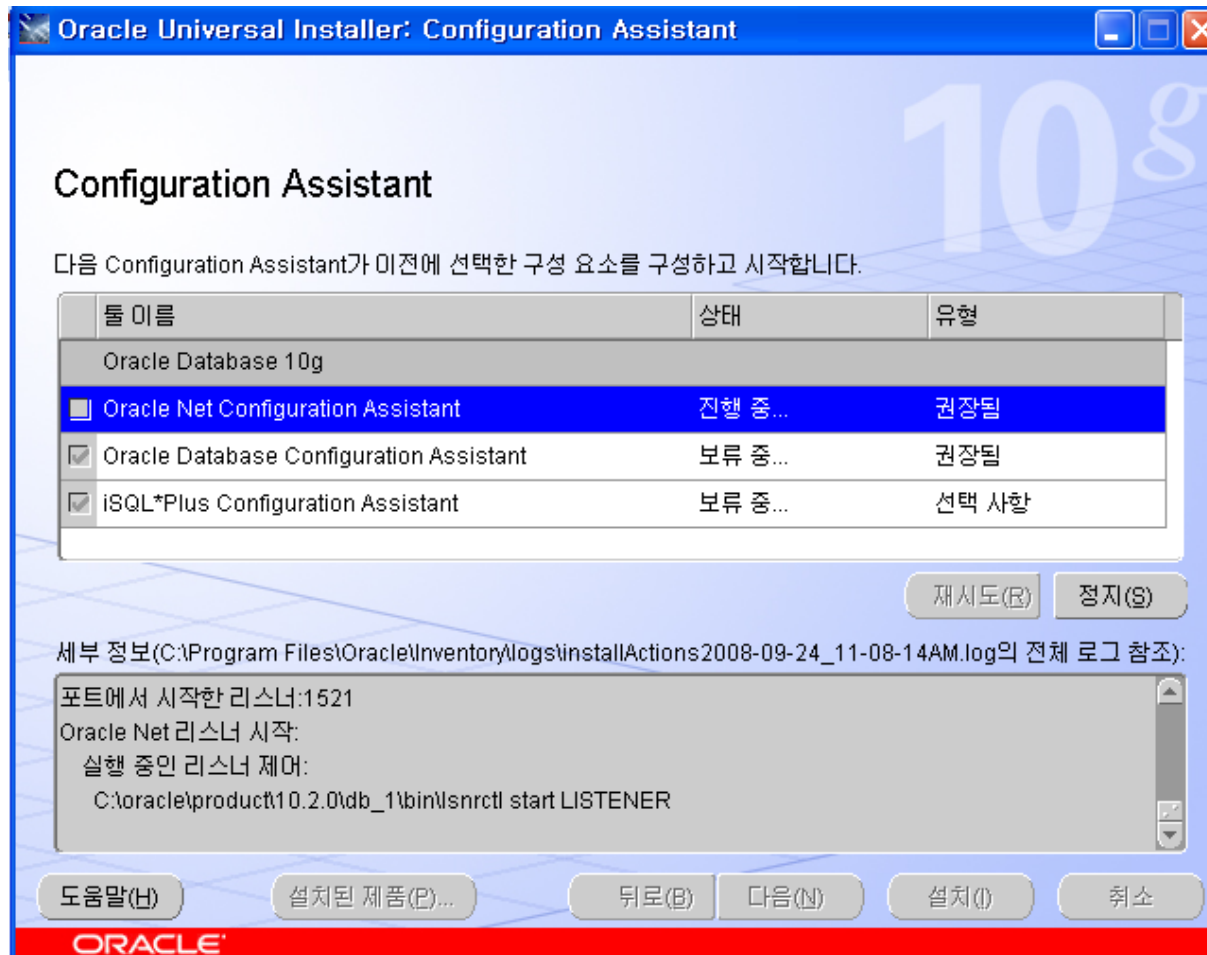 Oracle Universal Installer: Configuration Assistant
10g
Configuration Assistant
다음 Configuration Assistant가 이전에 선택한 구성 요소를 구성하고 시작합니다.
툴 이름 상태 유형
Oracle Database 10g
Oracle Net Configuration Assistant 진행 중... 권장됨
Oracle Database Configuration Assistant 보류 중... 권장됨
iSQL*Plus Configuration Assistant 보류 중... 선택 사항
재시도(R) 정지(S)
세부 정보(C:\Program Files\Oracle\Inventory\logs\installActions2008-09-24_11-08-14AM.log의 전체 로그 참조):
포트에서 시작한 리스너:1521
Oracle Net 리스너 시작:
실행 중인 리스너 제어:
C:\oracle\product\10.2.0\db_1\bin\lsnrctl start LISTENER
도움말(H) 설치된 제품(P)... 뒤로(B) 다음(N) 설치(I) 취소
ORACLE